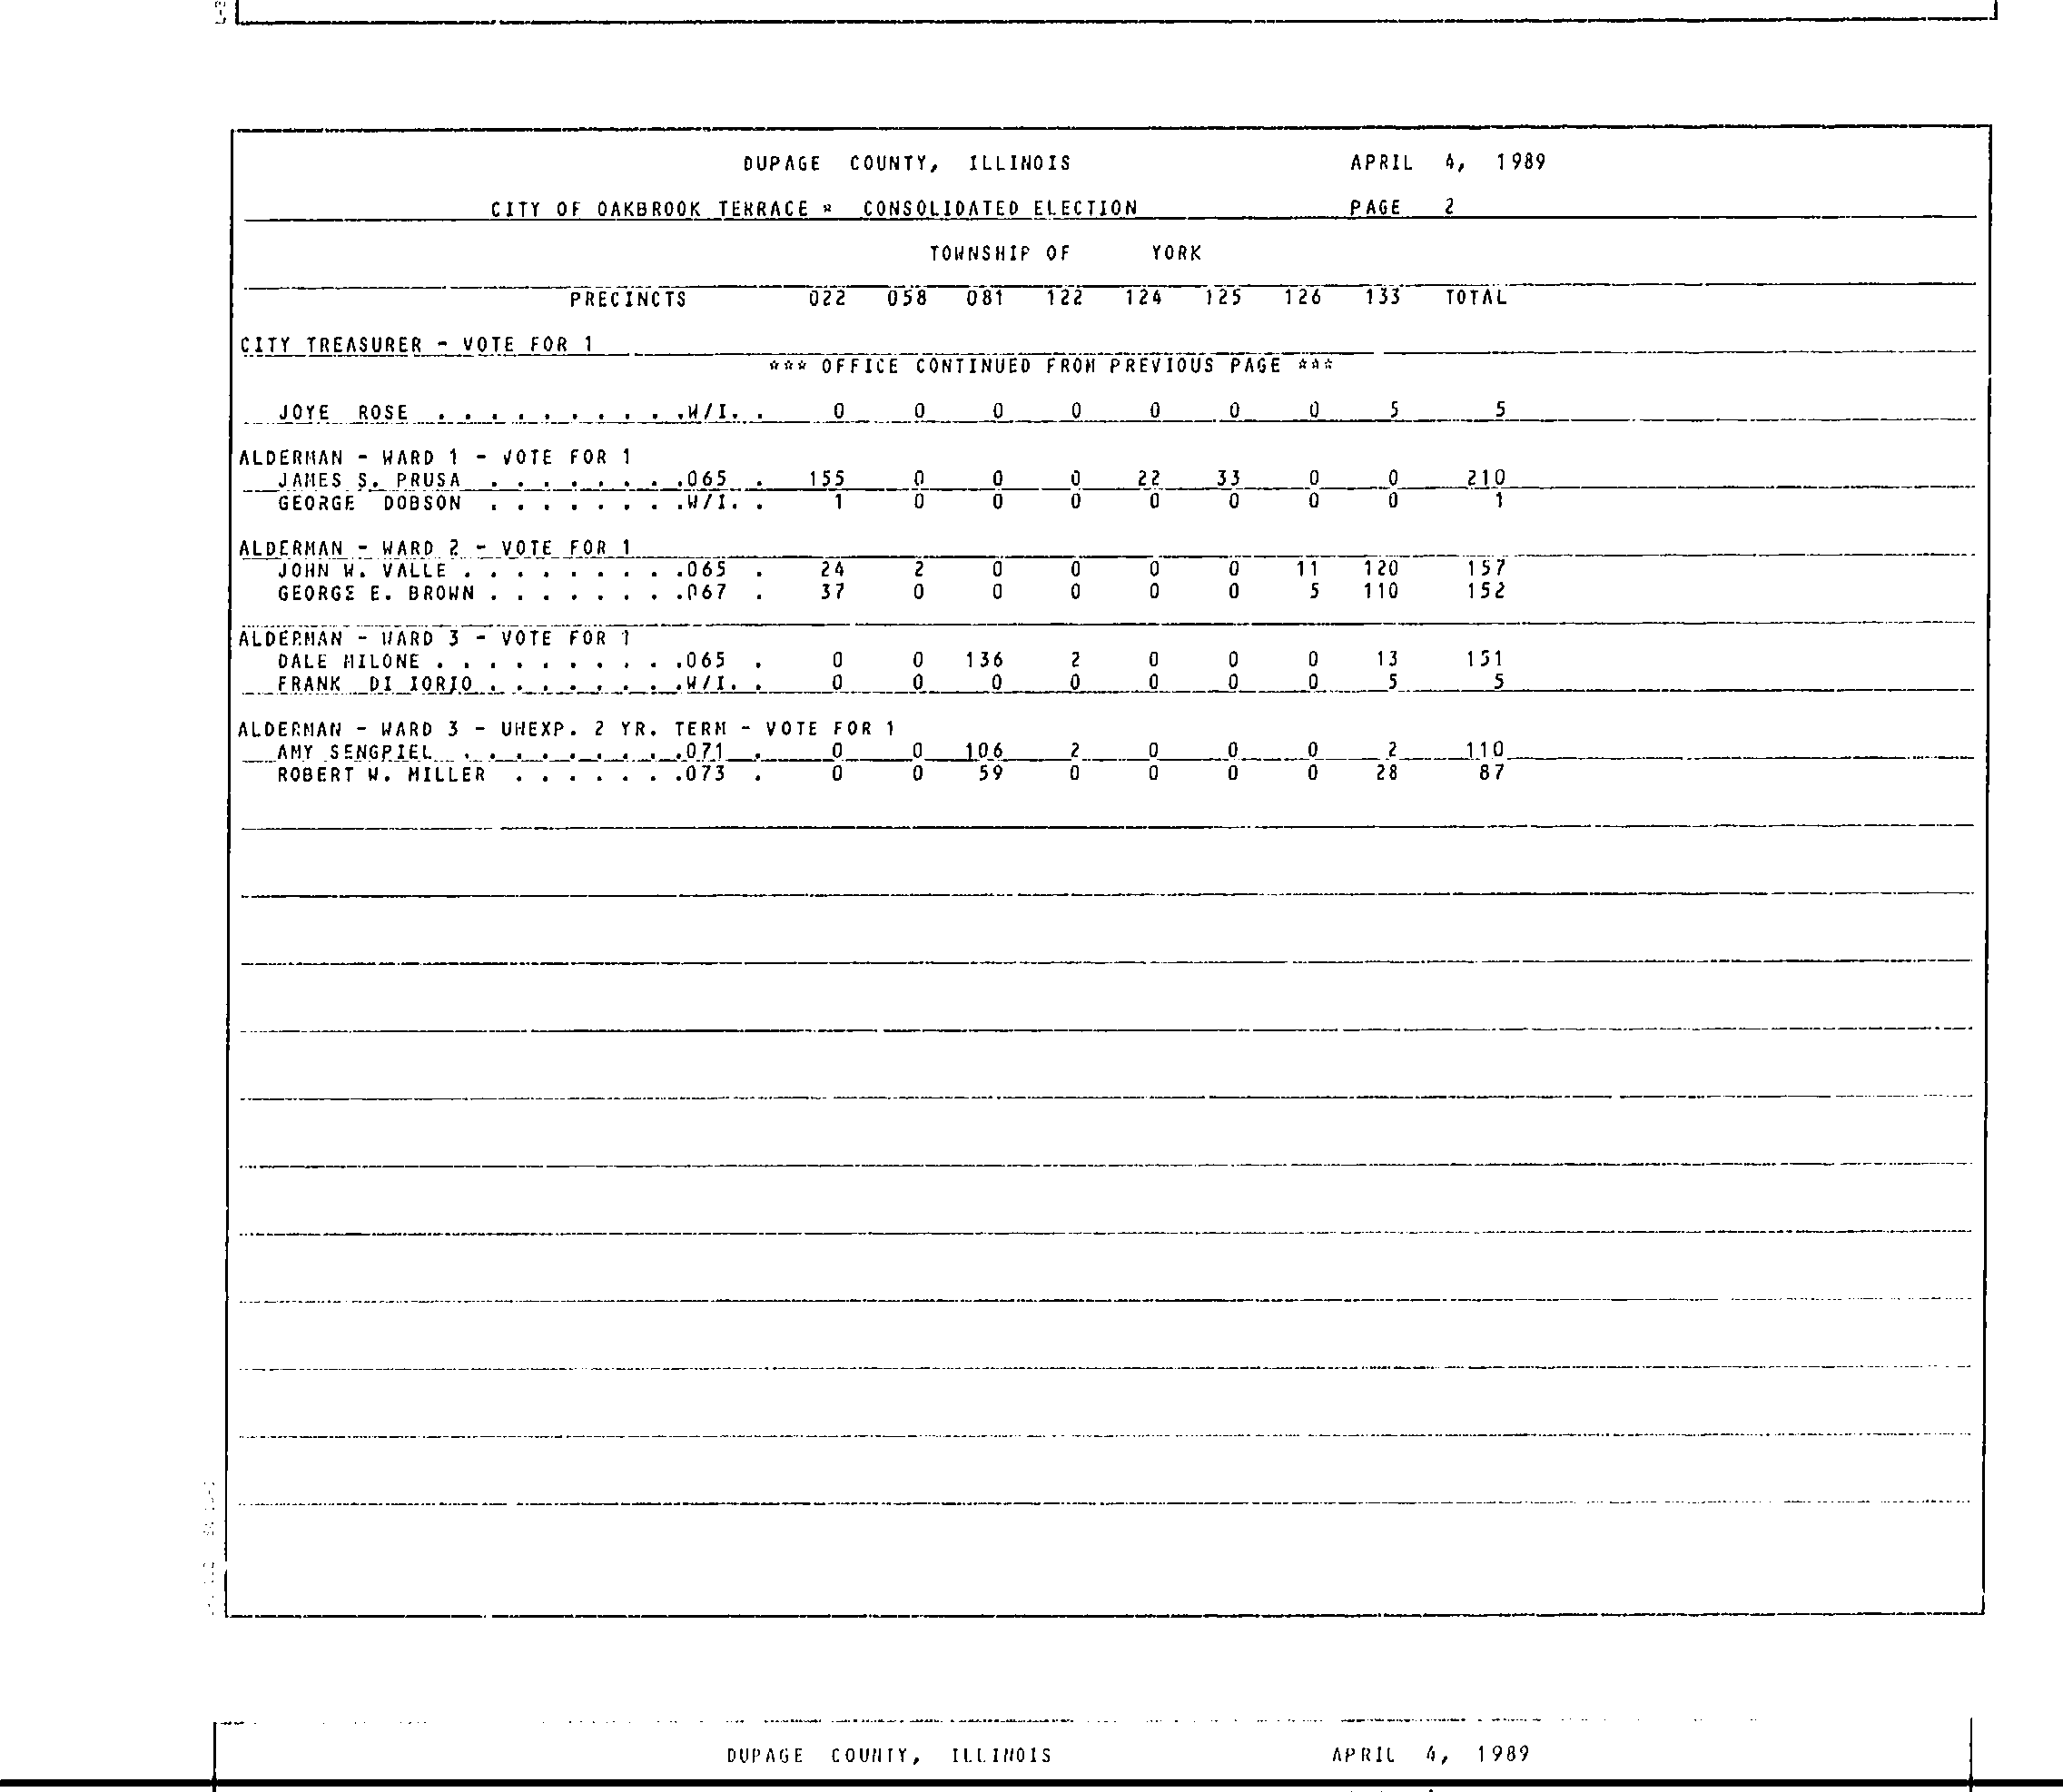 DUPAGE COUNTY, ILLINOIS APRIL 4, 1989
CITY OF OAKBROOK TERRACE * CONSOLIDATED ELECTION PAGE 2
TOWNSHIP OF YORK
PRECINCTS 022 058 081 122 124 125 126 133 TOTAL
CITY TREASURER - VOTE FOR 1
*** OFFICE CONTINUED FROM PREVIOUS PAGE ***
JOYE ROSE . . . . . . . . . .W/I. . 0 0 0 0 0 0 0 5 5
ALDERMAN - WARD 1 - VOTE FOR 1
JAMES S. PRUSA . . . . . . . .065 . 155 0 0 0 22 33 0 0 210
GEORGE DOBSON . . . . . . . .W/I. . 1 0 0 0 0 0 0 0 1
ALDERMAN - WARD 2 - VOTE FOR 1
JOHN W. VALLE . . . . . . . . .065 . 24 2 0 0 0 0 11 120 157
GEORGE E. BROWN . . . . . . . .067 . 37 0 0 0 0 0 5 110 152
ALDERMAN - WARD 3 - VOTE FOR 1
DALE MILONE . . . . . . . . . .065 . 0 0 136 2 0 0 0 13 151
FRANK DI IORIO . . . . . . . .W/I. . 0 0 0 0 0 0 0 5 5
ALDERMAN - WARD 3 - UNEXP. 2 YR. TERM - VOTE FOR 1
AMY SENGPIEL . . . . . . . . .071 . 0 0 106 2 0 0 0 2 110
ROBERT W. MILLER . . . . . . .073 . 0 0 59 0 0 0 0 28 87
DUPAGE COUNTY, ILLINOIS APRIL 4, 1989